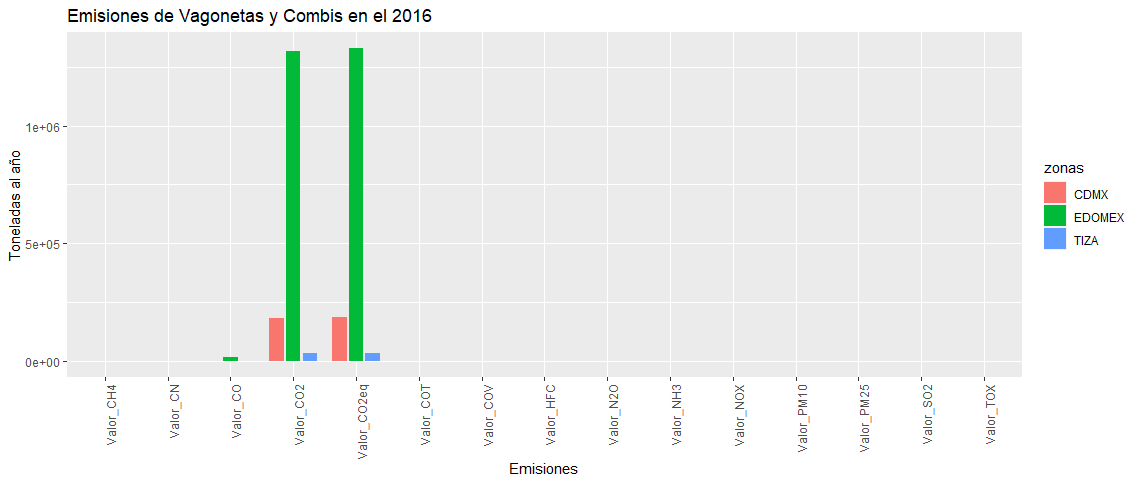 Emisiones de Vagonetas y Combis en el 2016
Toneladas al año
1e+06
5e+05
0e+00
Valor_CH4
Valor_CN
Valor_CO
Valor_CO2
Valor_CO2eq
Valor_COT
Valor_COV
Valor_HFC
Valor_N2O
Valor_NH3
Valor_NOX
Valor_PM10
Valor_PM25
Valor_SO2
Valor_TOX
Emisiones
zonas
CDMX
EDOMEX
TIZA